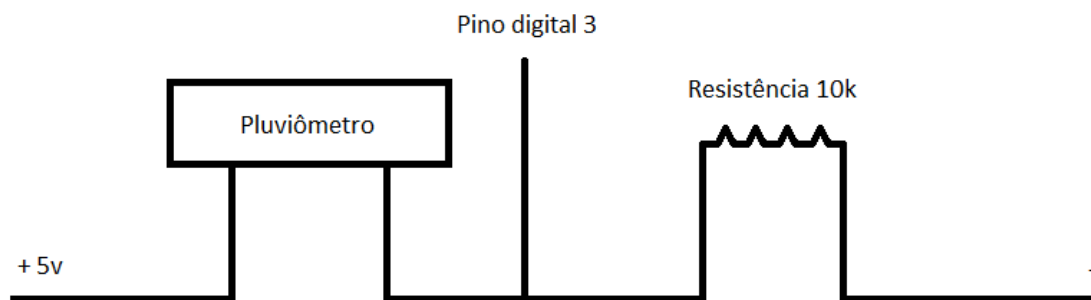 Pino digital 3
Resistência 10k
Pluviômetro
+ 5v
-